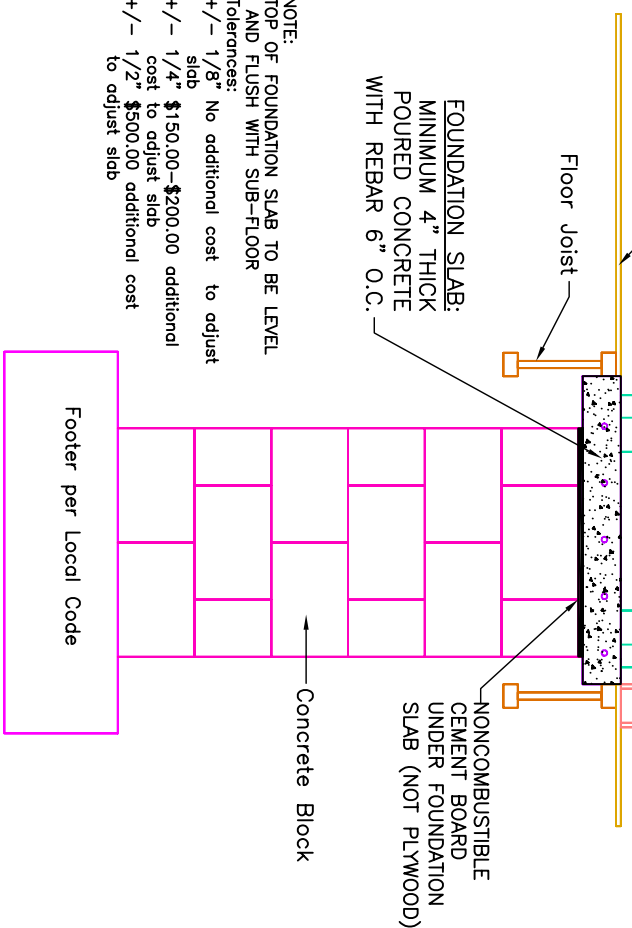 Floor Joist
FOUNDATION SLAB:
MINIMUM 4" THICK
POURED CONCRETE
WITH REBAR 6" O.C.
NOTE:
TOP OF FOUNDATION SLAB TO BE LEVEL
AND FLUSH WITH SUB-FLOOR
Tolerances:
+/- 1/8" No additional cost to adjust
slab
+/- 1/4" $150.00-$200.00 additional
cost to adjust slab
+/- 1/2" $500.00 additional cost
to adjust slab
NONCOMBUSTIBLE
CEMENT BOARD
UNDER FOUNDATION
SLAB (NOT PLYWOOD)
Concrete Block
Footer per Local Code